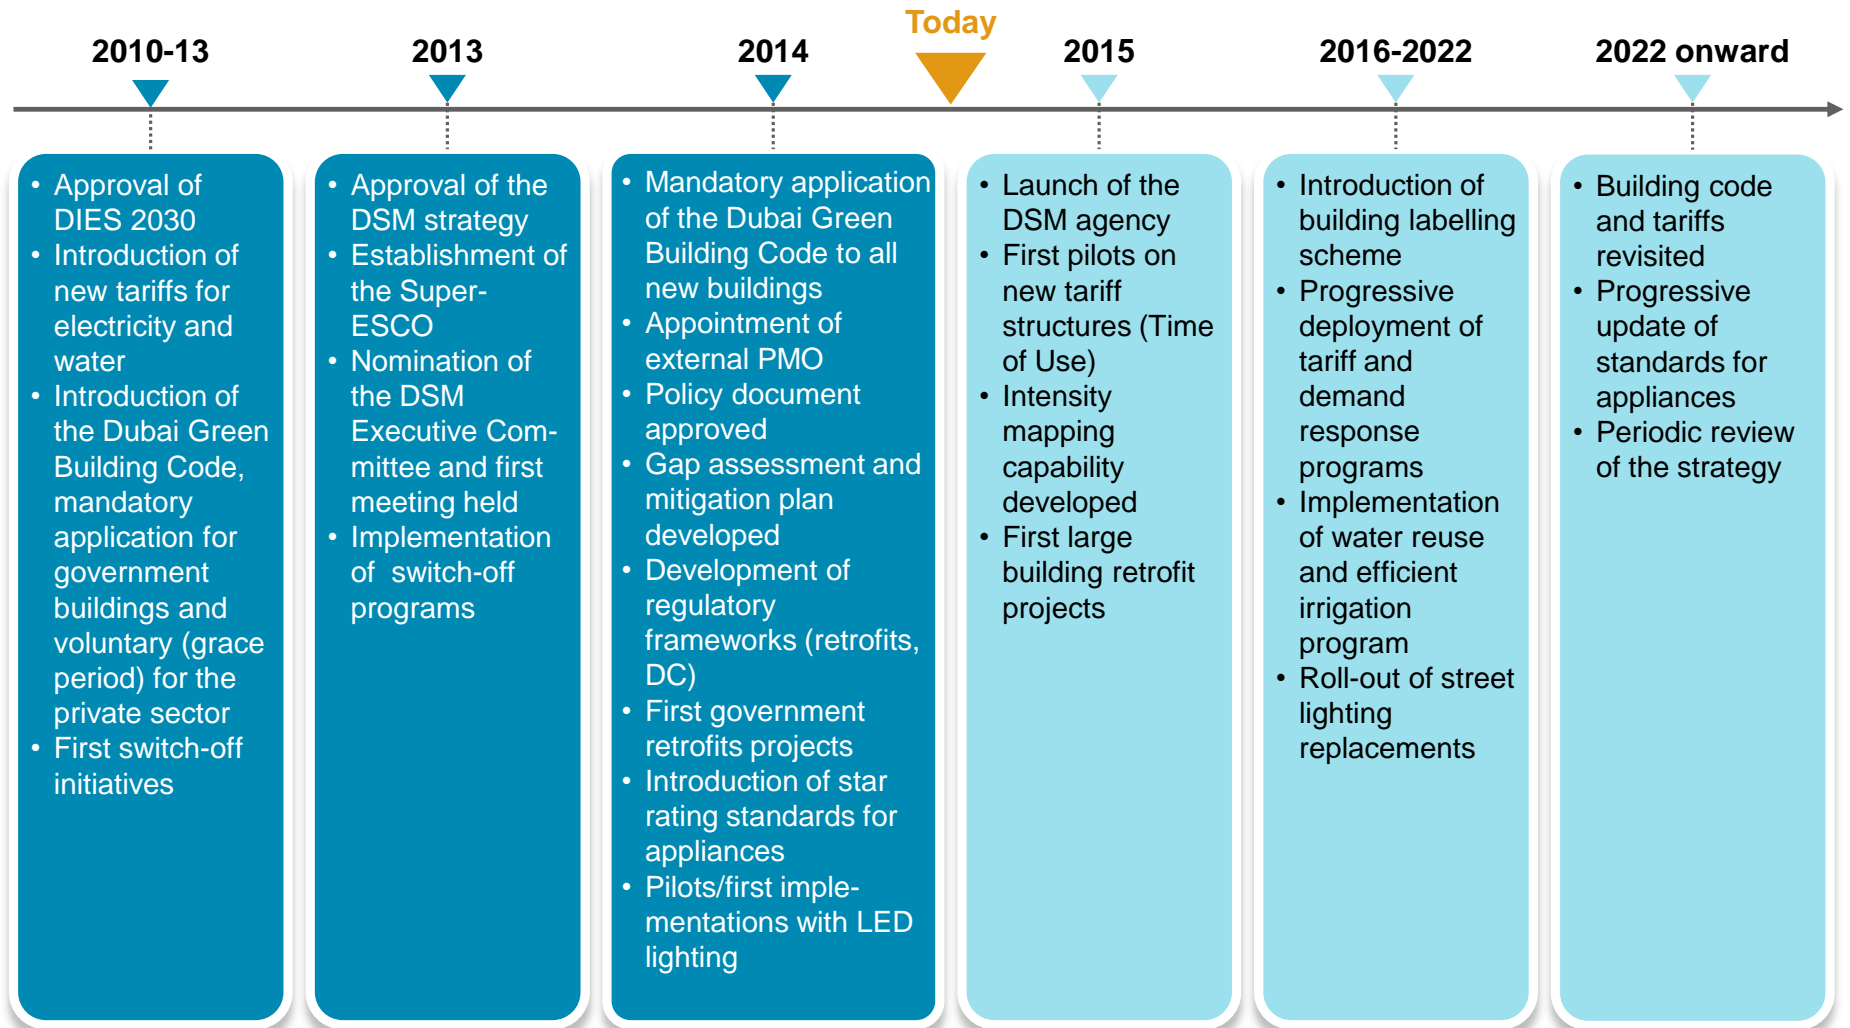 Today
2010-13
2013
2014
2015
2016-2022
2022 onward
• Approval of
DIES 2030
• Introduction of
new tariffs for
electricity and
water
• Introduction of
the Dubai Green
Building Code,
mandatory
application for
government
buildings and
voluntary (grace
period) for the
private sector
• First switch-off
initiatives
• Approval of the
DSM strategy
• Establishment of
the Super-
ESCO
• Nomination of
the DSM
Executive Com-
mittee and first
meeting held
• Implementation
of switch-off
programs
• Mandatory application
of the Dubai Green
Building Code to all
new buildings
• Appointment of
external PMO
• Policy document
approved
• Gap assessment and
mitigation plan
developed
• Development of
regulatory
frameworks (retrofits,
DC)
• First government
retrofits projects
• Introduction of star
rating standards for
appliances
• Pilots/first imple-
mentations with LED
lighting
• Launch of the
DSM agency
• First pilots on
new tariff
structures (Time
of Use)
• Intensity
mapping
capability
developed
• First large
building retrofit
projects
• Introduction of
building labelling
scheme
• Progressive
deployment of
tariff and
demand
response
programs
• Implementation
of water reuse
and efficient
irrigation
program
• Roll-out of street
lighting
replacements
• Building code
and tariffs
revisited
• Progressive
update of
standards for
appliances
• Periodic review
of the strategy